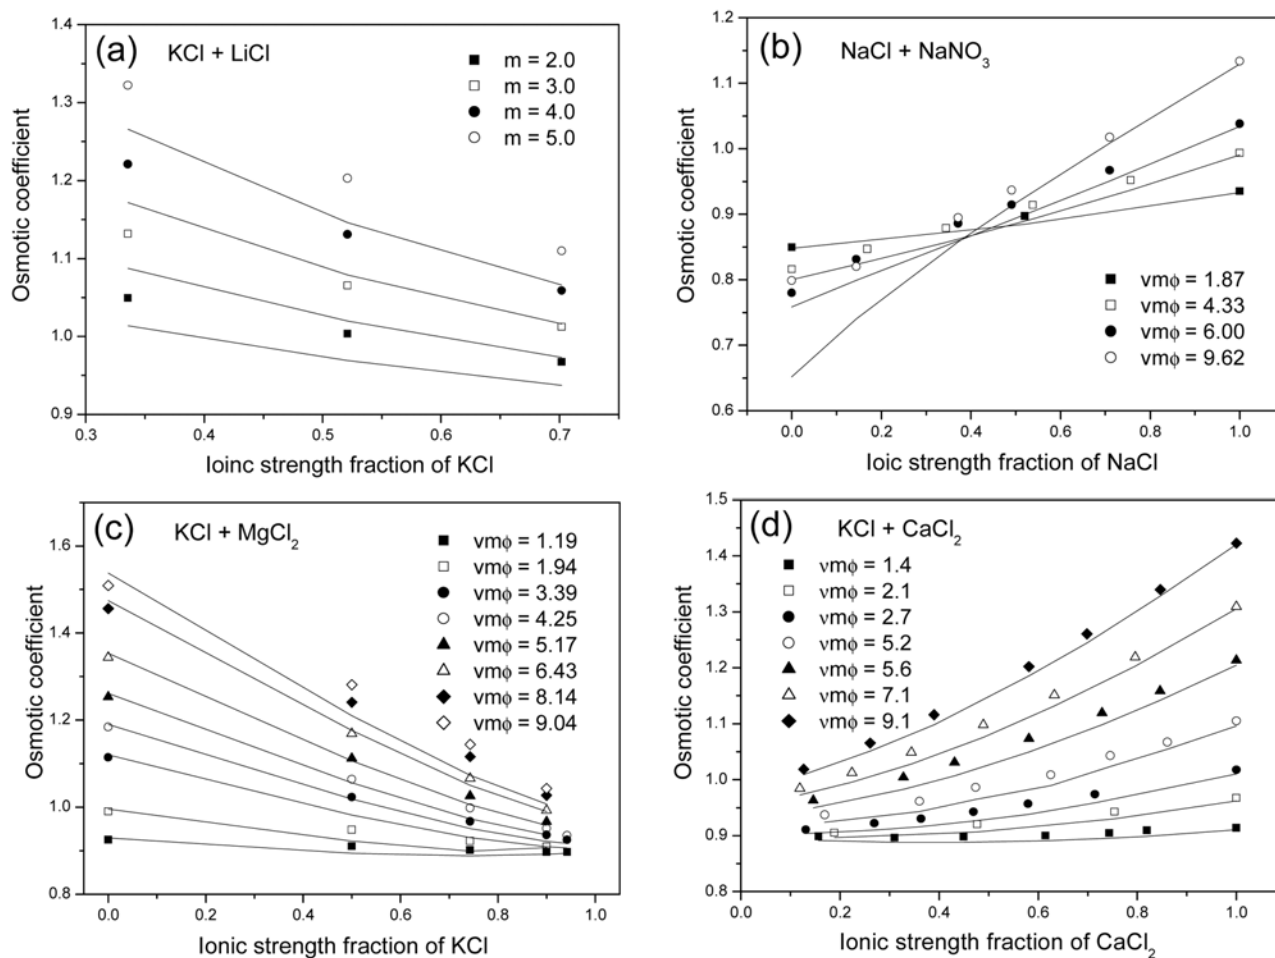 (a)
KCl + LiCl
m = 2.0
m = 3.0
m = 4.0
m = 5.0
Osmotic coefficient
1.4
1.3
1.2
1.1
1.0
0.9
0.3 0.4 0.5 0.6 0.7
Ioinc strength fraction of KCl
(b)
NaCl + NaNO3
Osmotic coefficient
1.2
1.1
1.0
0.9
0.8
0.7
0.6
vmϕ = 1.87
vmϕ = 4.33
vmϕ = 6.00
vmϕ = 9.62
0.0 0.2 0.4 0.6 0.8 1.0
Ioic strength fraction of NaCl
(c)
KCl + MgCl2
vmϕ = 1.19
vmϕ = 1.94
vmϕ = 3.39
vmϕ = 4.25
vmϕ = 5.17
vmϕ = 6.43
vmϕ = 8.14
vmϕ = 9.04
Osmotic coefficient
1.6
1.4
1.2
1.0
0.8
0.0 0.2 0.4 0.6 0.8 1.0
Ionic strength fraction of KCl
(d)
KCl + CaCl2
νmϕ = 1.4
νmϕ = 2.1
νmϕ = 2.7
νmϕ = 5.2
νmϕ = 5.6
νmϕ = 7.1
νmϕ = 9.1
Osmotic coefficient
1.5
1.4
1.3
1.2
1.1
1.0
0.9
0.8
0.0 0.2 0.4 0.6 0.8 1.0
Ionic strength fraction of CaCl2